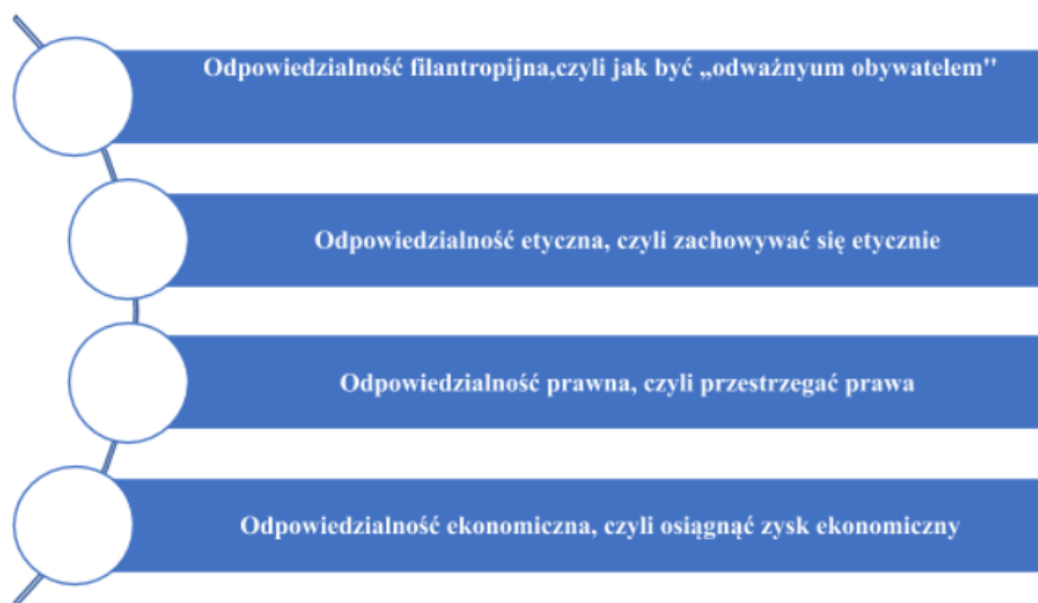 Odpowiedzialność filantropijna,czyli jak być „odważnyum obywatelem"
Odpowiedzialność etyczna, czyli zachowywać się etycznie
Odpowiedzialność prawna, czyli przestrzegać prawa
Odpowiedzialność ekonomiczna, czyli osiągnąć zysk ekonomiczny